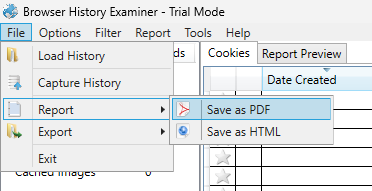 Browser History Examiner - Trial Mode
File Options Filter Report Tools Help
Load History
Capture History
Report
Export
Exit
Save as PDF
Save as HTML
Cookies Report Preview
Date Created
Cached Images 0